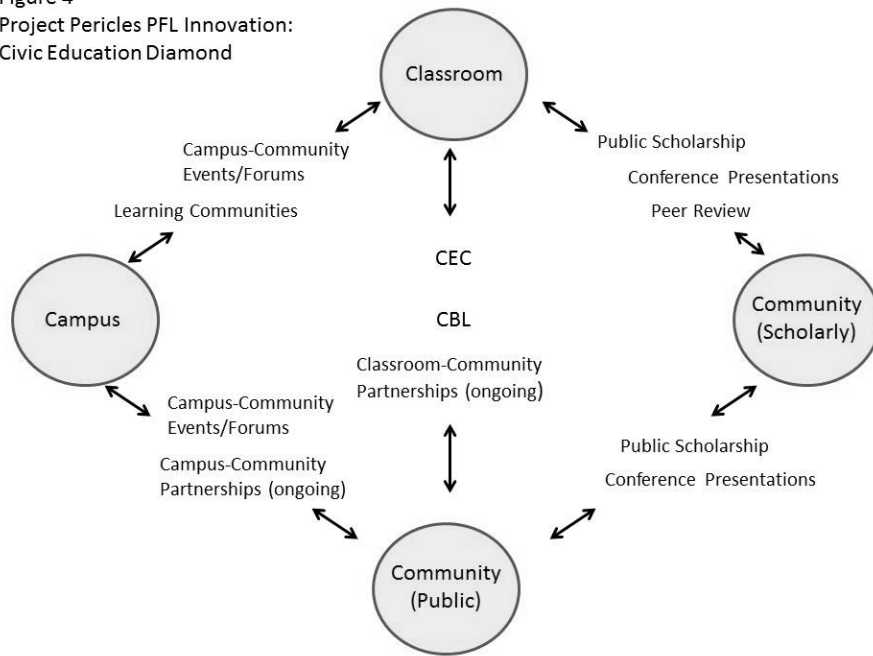 Figure 4
Project Pericles PFL Innovation:
Civic Education Diamond
Classroom
Campus-Community
Events/Forums
Learning Communities
Public Scholarship
Conference Presentations
Peer Review
CEC
CBL
Classroom-Community
Partnerships (ongoing)
Campus
Community
(Scholarly)
Campus-Community
Events/Forums
Campus-Community
Partnerships (ongoing)
Public Scholarship
Conference Presentations
Community
(Public)